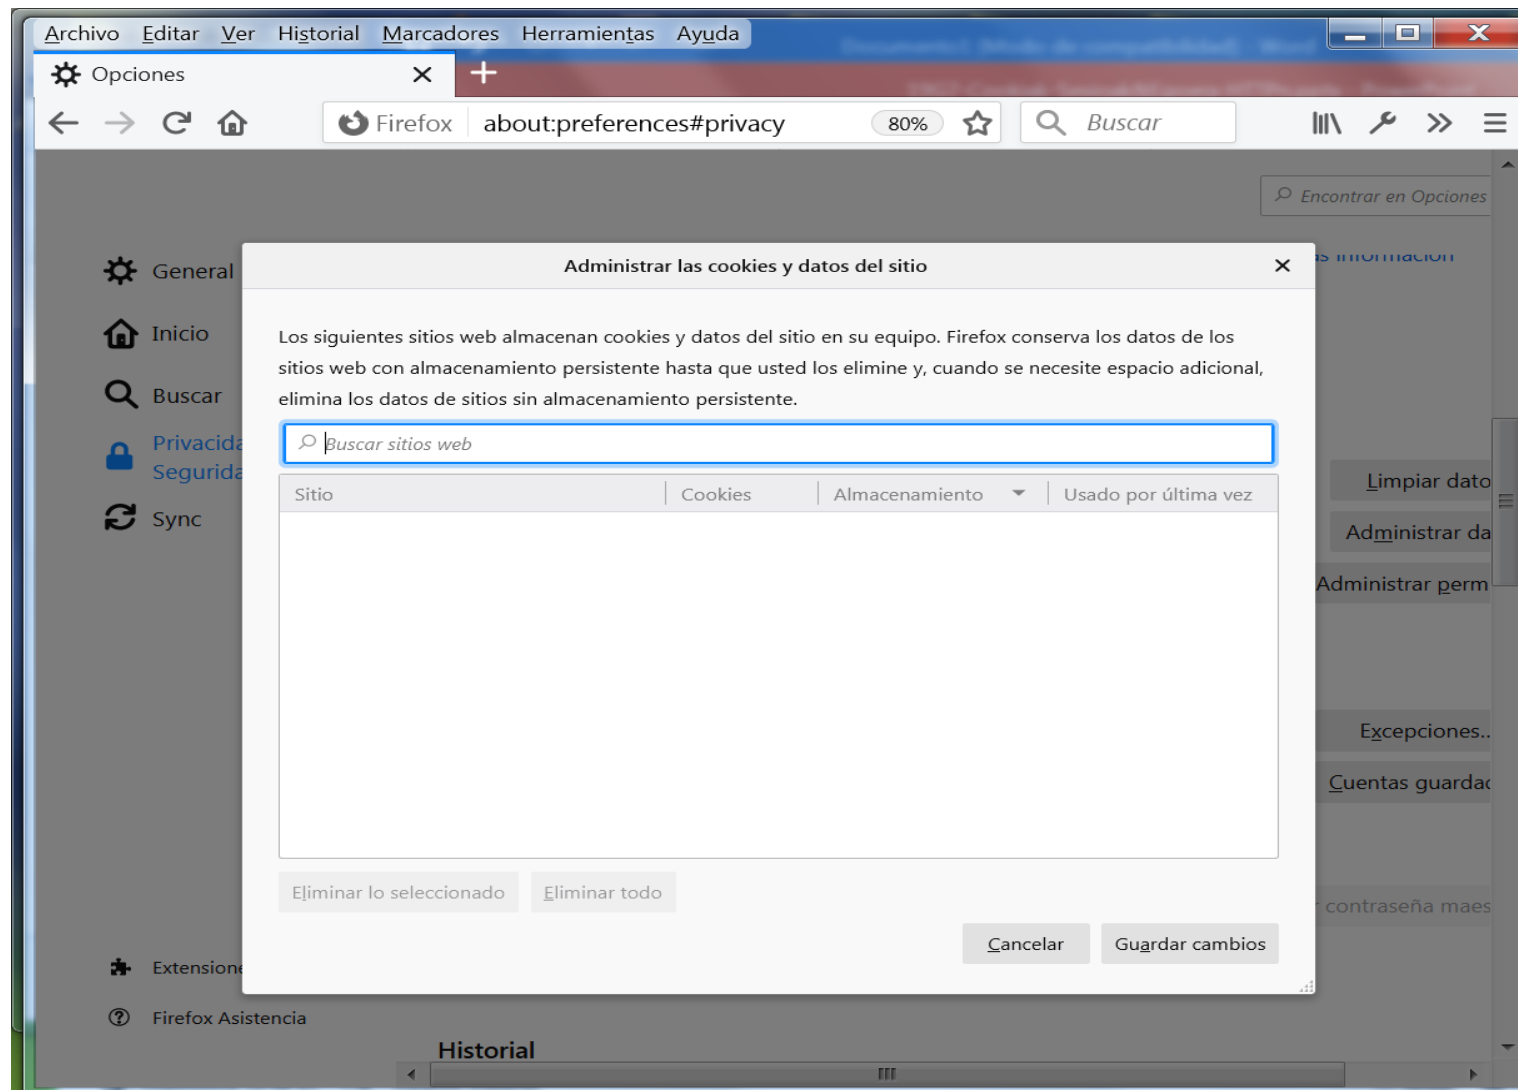 Archivo Editar Ver Historial Marcadores Herramientas Ayuda
Opciones
Firefox about:preferences#privacy 80% Buscar
Encontrar en Opciones
Administrar las cookies y datos del sitio
información
General
Inicio
Buscar
Privacida
Segurida
Sync
Los siguientes sitios web almacenan cookies y datos del sitio en su equipo. Firefox conserva los datos de los
sitios web con almacenamiento persistente hasta que usted los elimine y, cuando se necesite espacio adicional,
elimina los datos de sitios sin almacenamiento persistente.
Buscar sitios web
Sitio Cookies Almacenamiento Usado por última vez
Limpiar dato
Administrar da
Administrar perm
Excepciones..
Cuentas guardad
Eliminar lo seleccionado Eliminar todo
contraseña maes
Cancelar Guardar cambios
Extensione
Firefox Asistencia
Historial